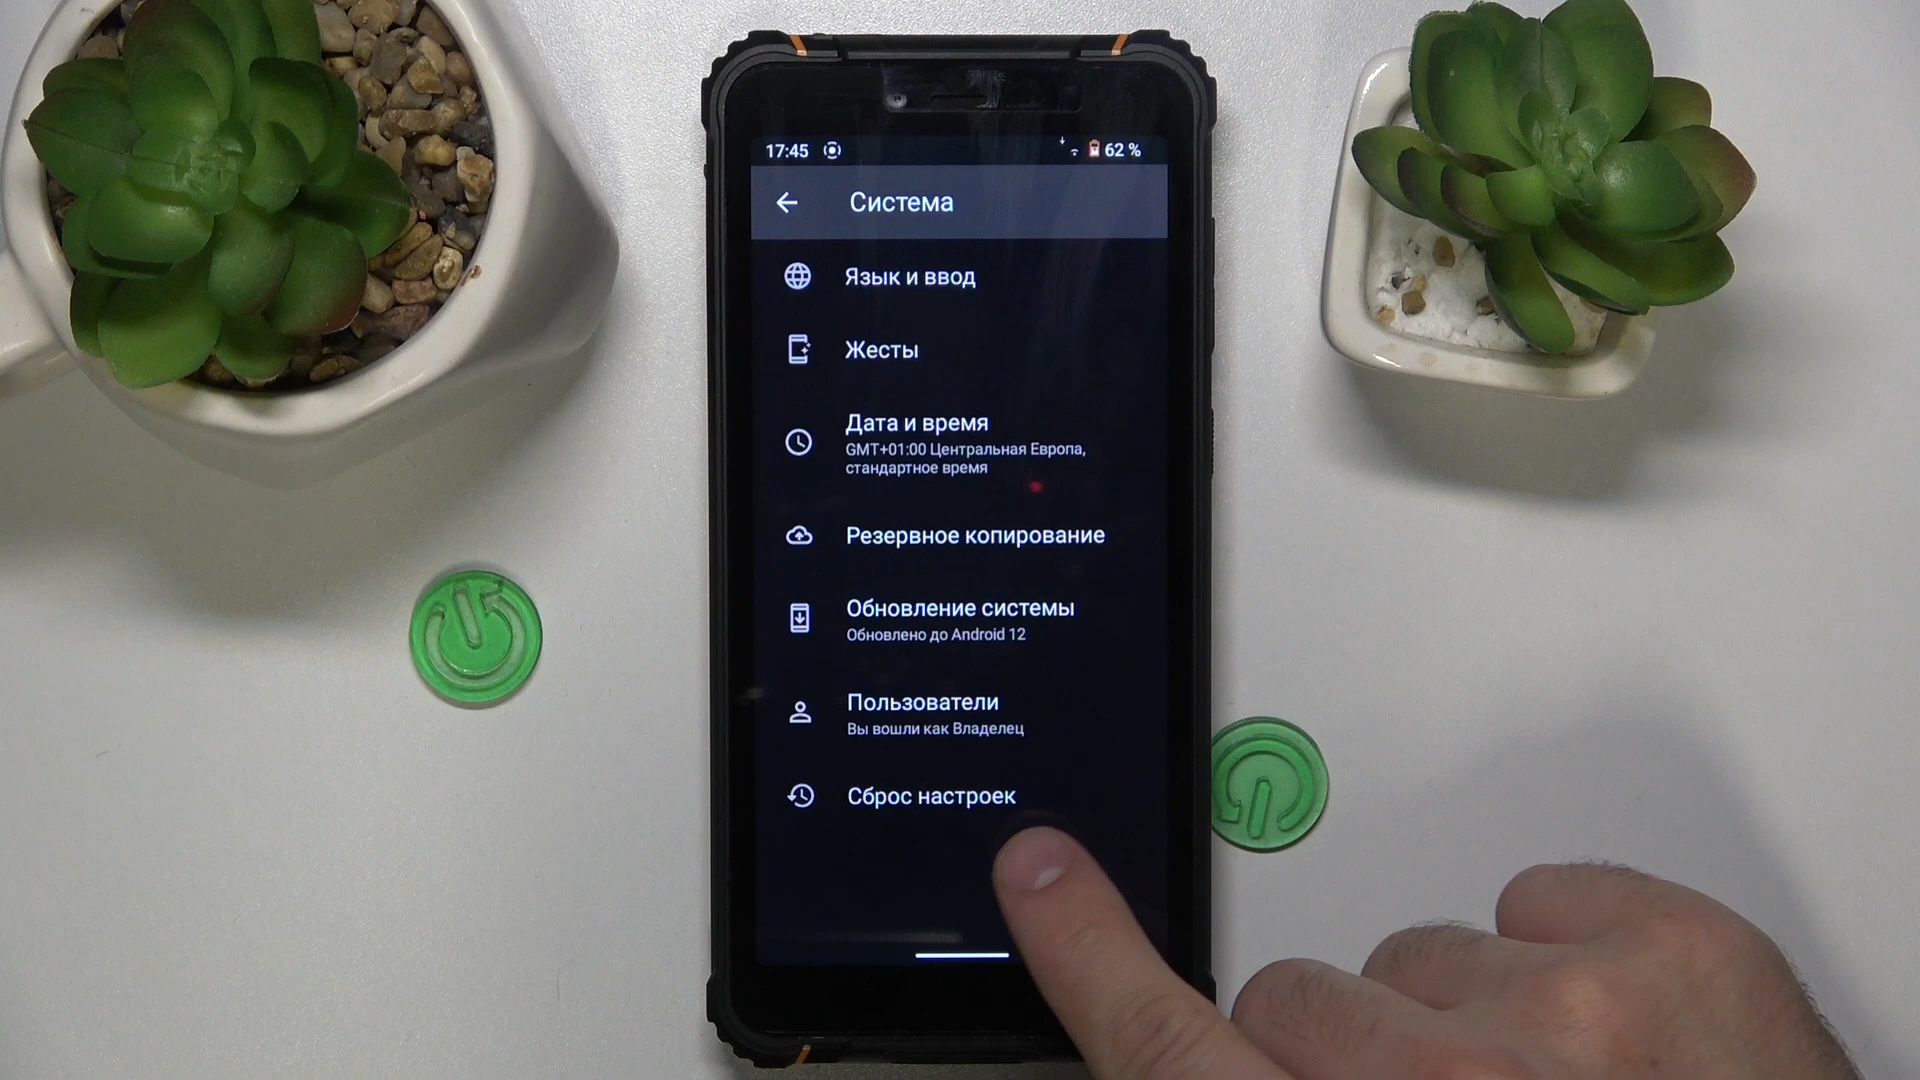 17:45 62 %
Система
Язык и ввод
Жесты
Дата и время
GMT+01:00 Центральная Европа,
стандартное время
Резервное копирование
Обновление системы
Обновлено до Android 12
Пользователи
Вы вошли как Владелец
Сброс настроек